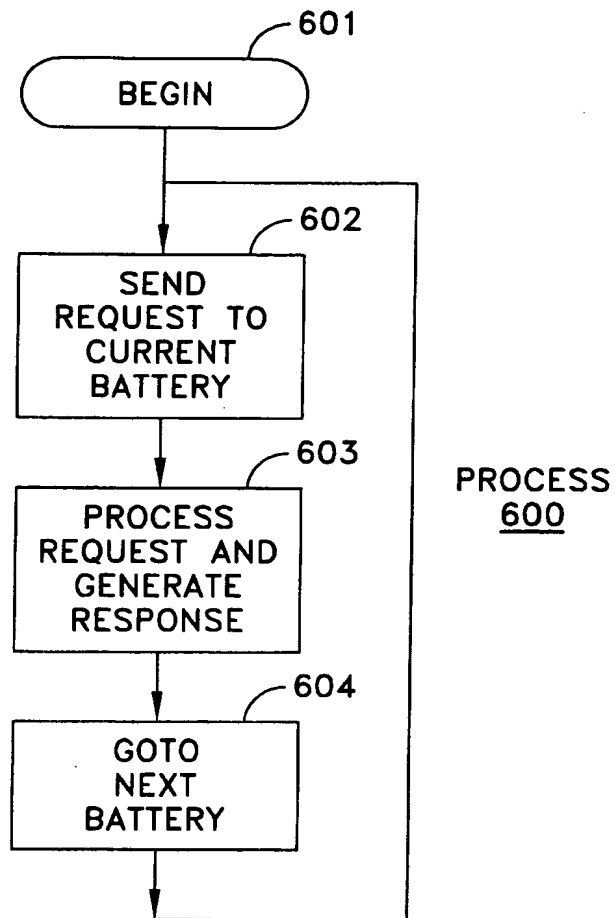 601
BEGIN
602
SEND
REQUEST TO
CURRENT
BATTERY
603
PROCESS
REQUEST AND
GENERATE
RESPONSE
PROCESS
600
604
GOTO
NEXT
BATTERY